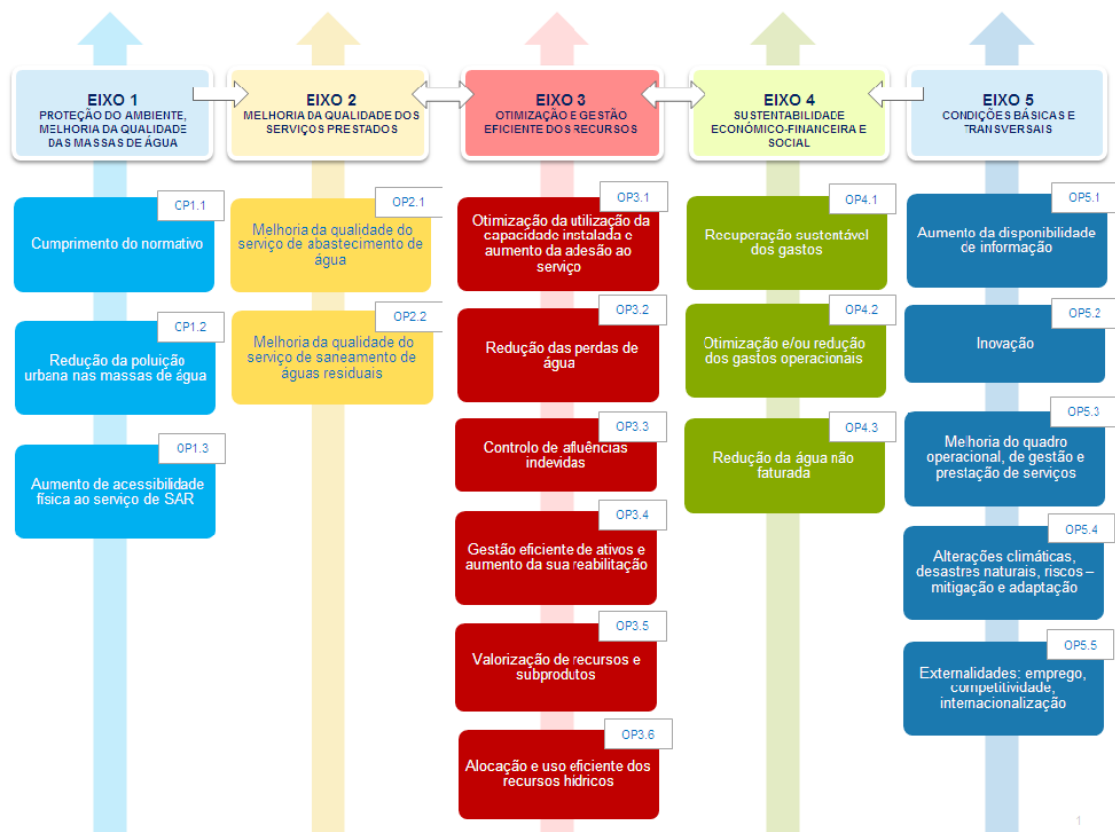 EIXO 1
PROTEÇÃO DO AMBIENTE,
MELHORIA DA QUALIDADE
DAS MASSAS DE ÁGUA
EIXO 2
MELHORIA DA QUALIDADE DOS
SERVIÇOS PRESTADOS
EIXO 3
OTIMIZAÇÃO E GESTÃO
EFICIENTE DOS RECURSOS
EIXO 4
SUSTENTABILIDADE
ECONÓMICO-FINANCEIRA E
SOCIAL
EIXO 5
CONDIÇÕES BÁSICAS E
TRANSVERSAIS
CP1.1
Cumprimento do normativo
CP1.2
Redução da poluição
urbana nas massas de água
OP1.3
Aumento de acessibilidade
física ao serviço de SAR
OP2.1
Melhoria da qualidade do
serviço de abastecimento de
água
OP2.2
Melhoria da qualidade do
serviço de saneamento de
águas residuais
OP3.1
Otimização da utilização da
capacidade instalada e
aumento da adesão ao
serviço
OP3.2
Redução das perdas de
água
OP3.3
Controlo de afluências
indevidas
OP3.4
Gestão eficiente de ativos e
aumento da sua reabilitação
OP3.5
Valorização de recursos e
subprodutos
OP3.6
Alocação e uso eficiente dos
recursos hídricos
OP4.1
Recuperação sustentável
dos gastos
OP4.2
Otimização e/ou redução
dos gastos operacionais
OP4.3
Redução da água não
faturada
OP5.1
Aumento da disponibilidade
de informação
OP5.2
Inovação
OP5.3
Melhoria do quadro
operacional, de gestão e
prestação de serviços
OP5.4
Alterações climáticas,
desastres naturais, riscos –
mitigação e adaptação
OP5.5
Externalidades: emprego,
competitividade,
internacionalização
1